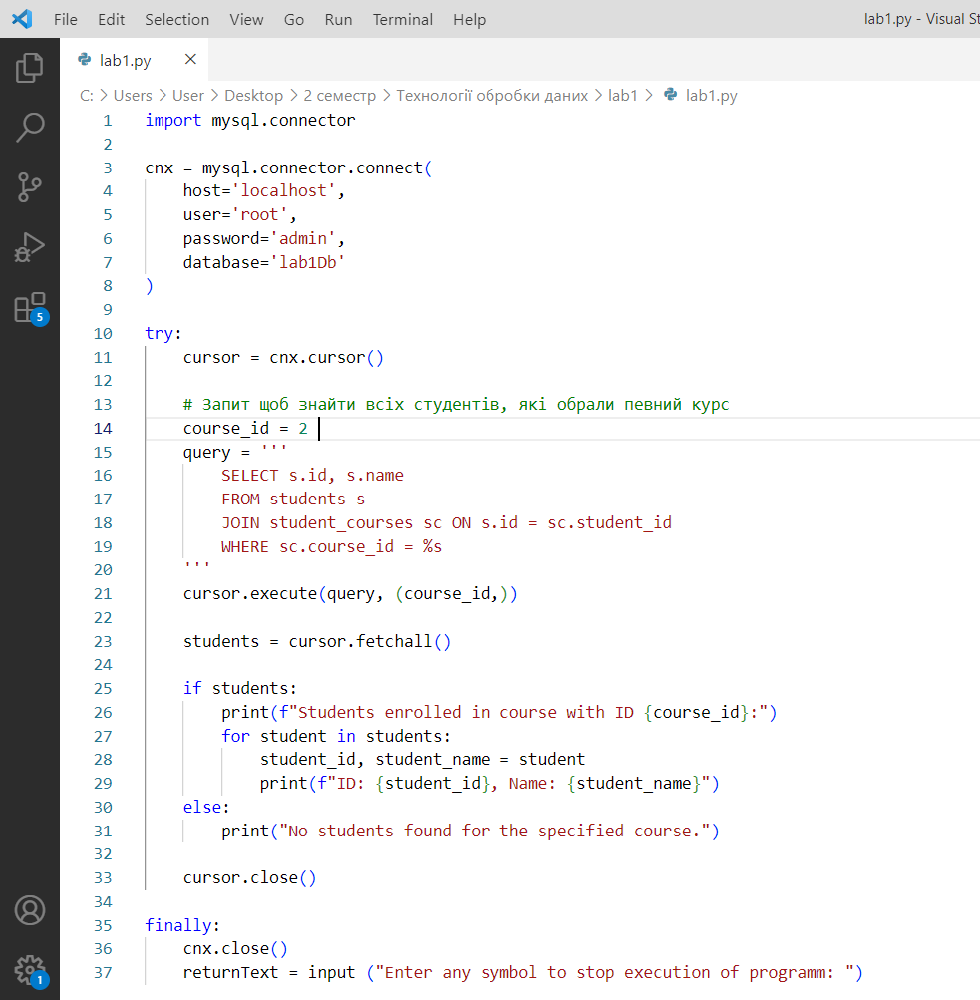 File Edit Selection View Go Run Terminal Help lab1.py - Visual St
lab1.py
C: > Users > User > Desktop > 2 семестр > Технології обробки даних > lab1 > lab1.py
1 import mysql.connector
2
3 cnx = mysql.connector.connect(
4     host='localhost',
5     user='root',
6     password='admin',
7     database='lab1Db'
8 )
9
10 try:
11     cursor = cnx.cursor()
12
13     # Запит щоб знайти всіх студентів, які обрали певний курс
14     course_id = 2
15     query = '''
16         SELECT s.id, s.name
17         FROM students s
18         JOIN student_courses sc ON s.id = sc.student_id
19         WHERE sc.course_id = %s
20     '''
21     cursor.execute(query, (course_id,))
22
23     students = cursor.fetchall()
24
25     if students:
26         print(f"Students enrolled in course with ID {course_id}:")
27         for student in students:
28             student_id, student_name = student
29             print(f"ID: {student_id}, Name: {student_name}")
30     else:
31         print("No students found for the specified course.")
32
33     cursor.close()
34
35 finally:
36     cnx.close()
37     returnText = input ("Enter any symbol to stop execution of programm: ")
5
1